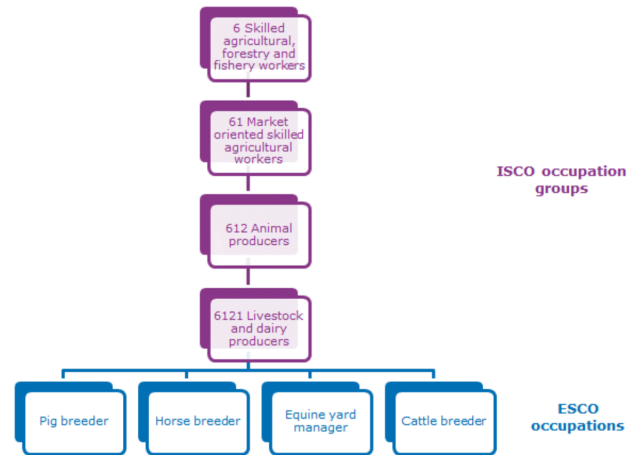 6 Skilled
agricultural,
forestry and
fishery workers
61 Market
oriented skilled
agricultural
workers
ISCO occupation
groups
612 Animal
producers
6121 Livestock
and dairy
producers
Pig breeder
Horse breeder
Equine yard
manager
Cattle breeder
ESCO
occupations